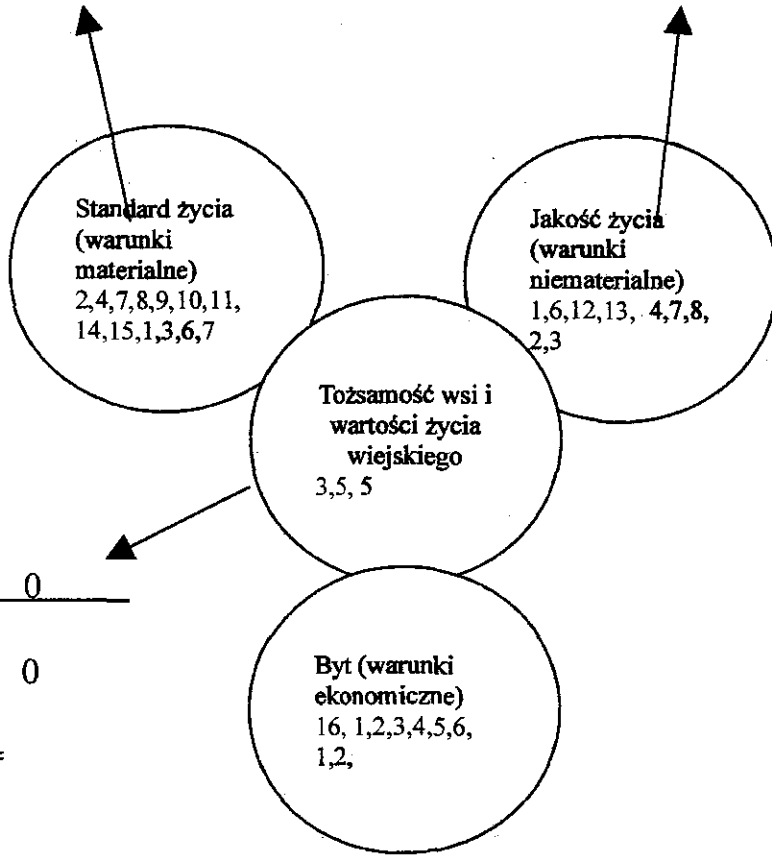 Standard życia
(warunki
materialne)
2,4,7,8,9,10,11,
14,15,1,3,6,7
Jakość życia
(warunki
niematerialne)
1,6,12,13, 4,7,8,
2,3
Tożsamość wsi i
wartości życia
wiejskiego
3,5, 5
0
0
Byt (warunki
ekonomiczne)
16, 1,2,3,4,5,6,
1,2,